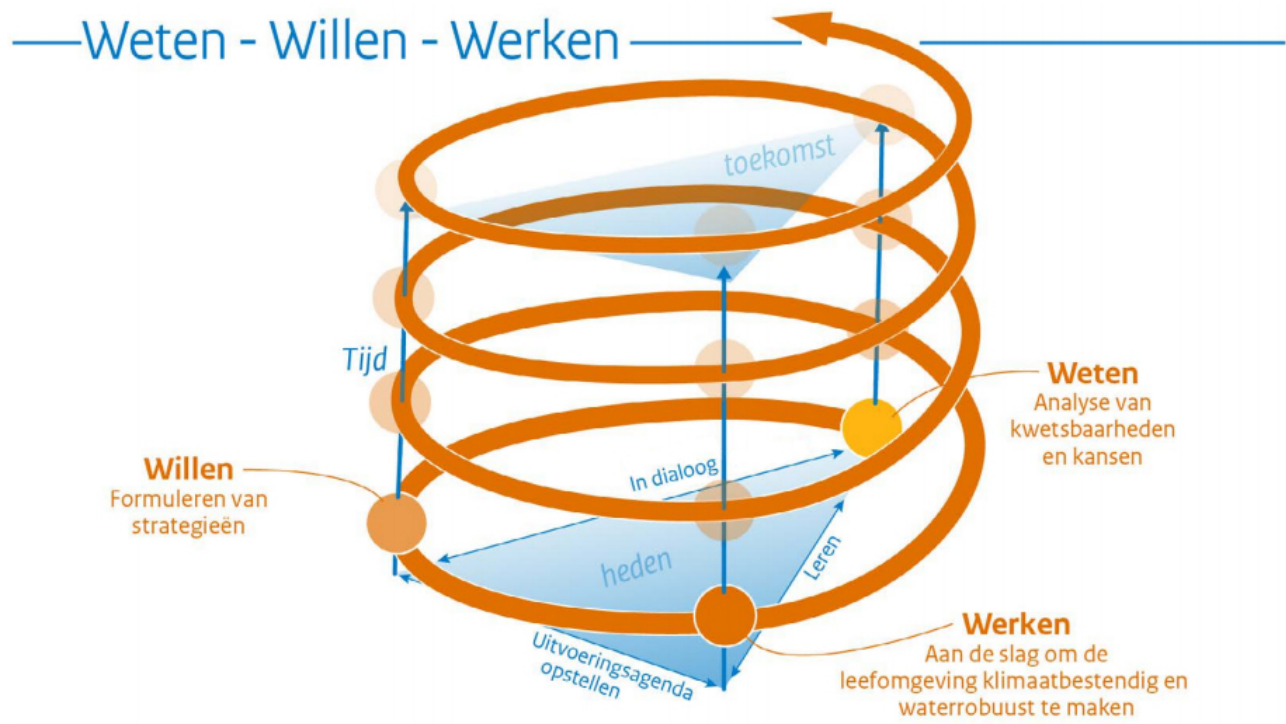 Weten - Willen - Werken
toekomst
Tijd
Weten
Analyse van
kwetsbaarheden
en kansen
Willen
Formuleren van
strategieën
In dialoog
heden
Leren
Uitvoeringsagenda
opstellen
Werken
Aan de slag om de
leefomgeving klimaatbestendig en
waterrobuust te maken